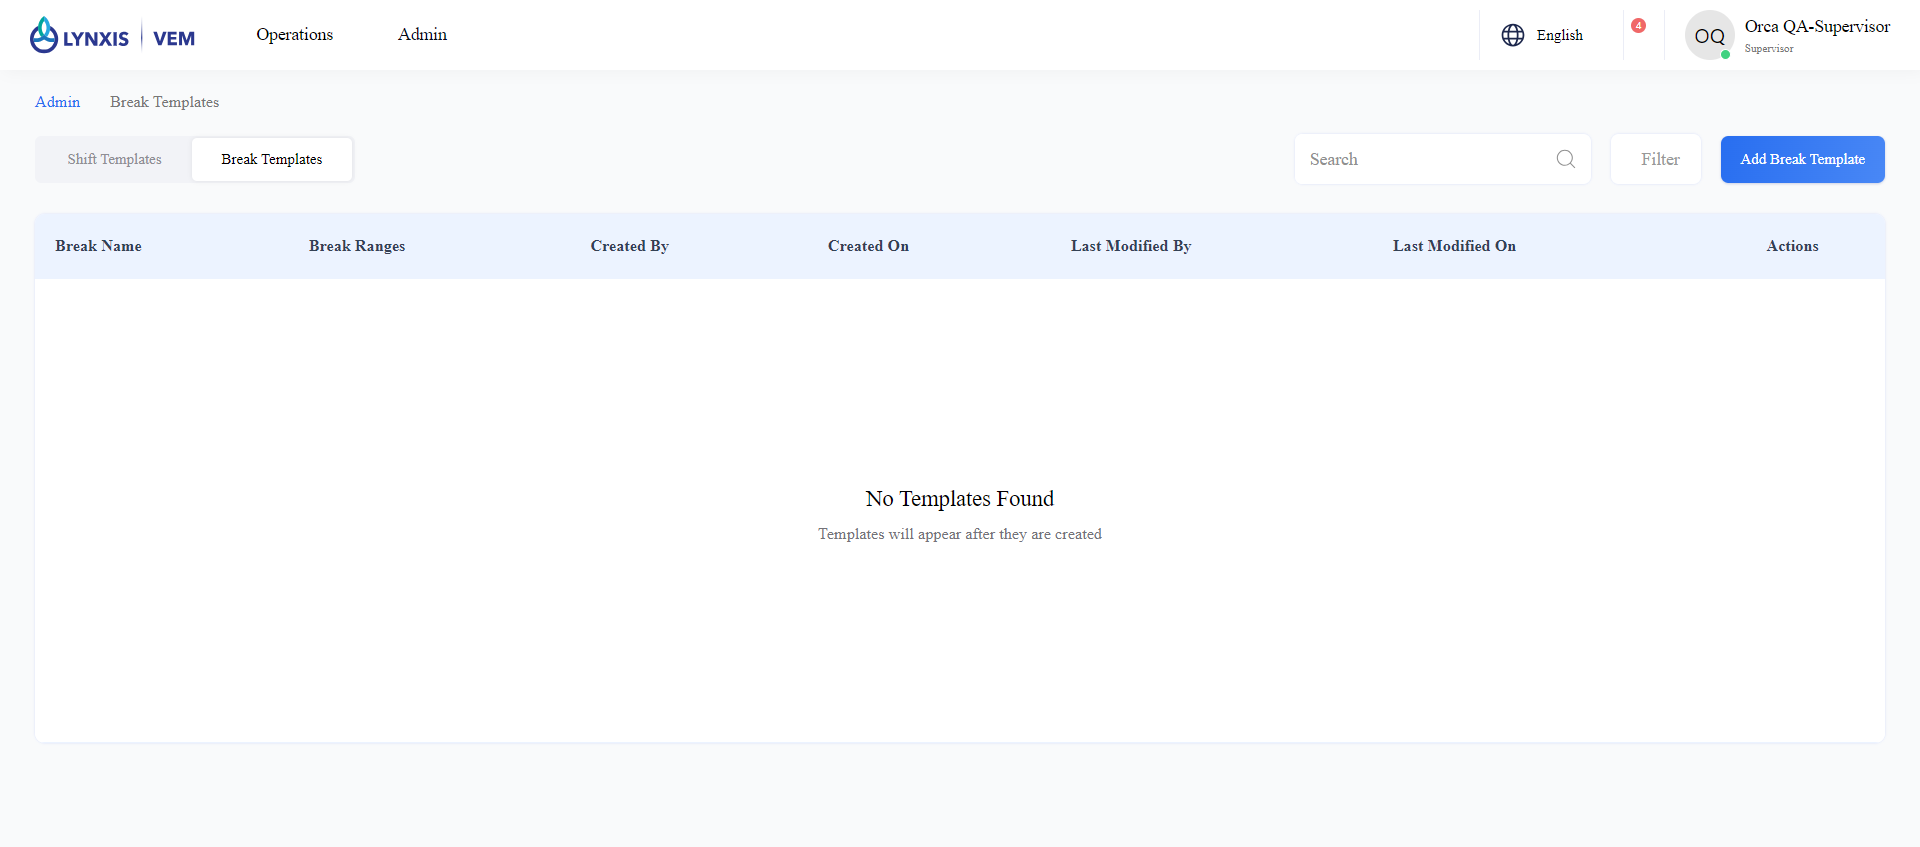 LYNXIS VEM
Operations
Admin
English
4
OQ
Orca QA-Supervisor
Supervisor
Admin
Break Templates
Shift Templates
Break Templates
Search
Filter
Add Break Template
Break Name
Break Ranges
Created By
Created On
Last Modified By
Last Modified On
Actions
No Templates Found
Templates will appear after they are created